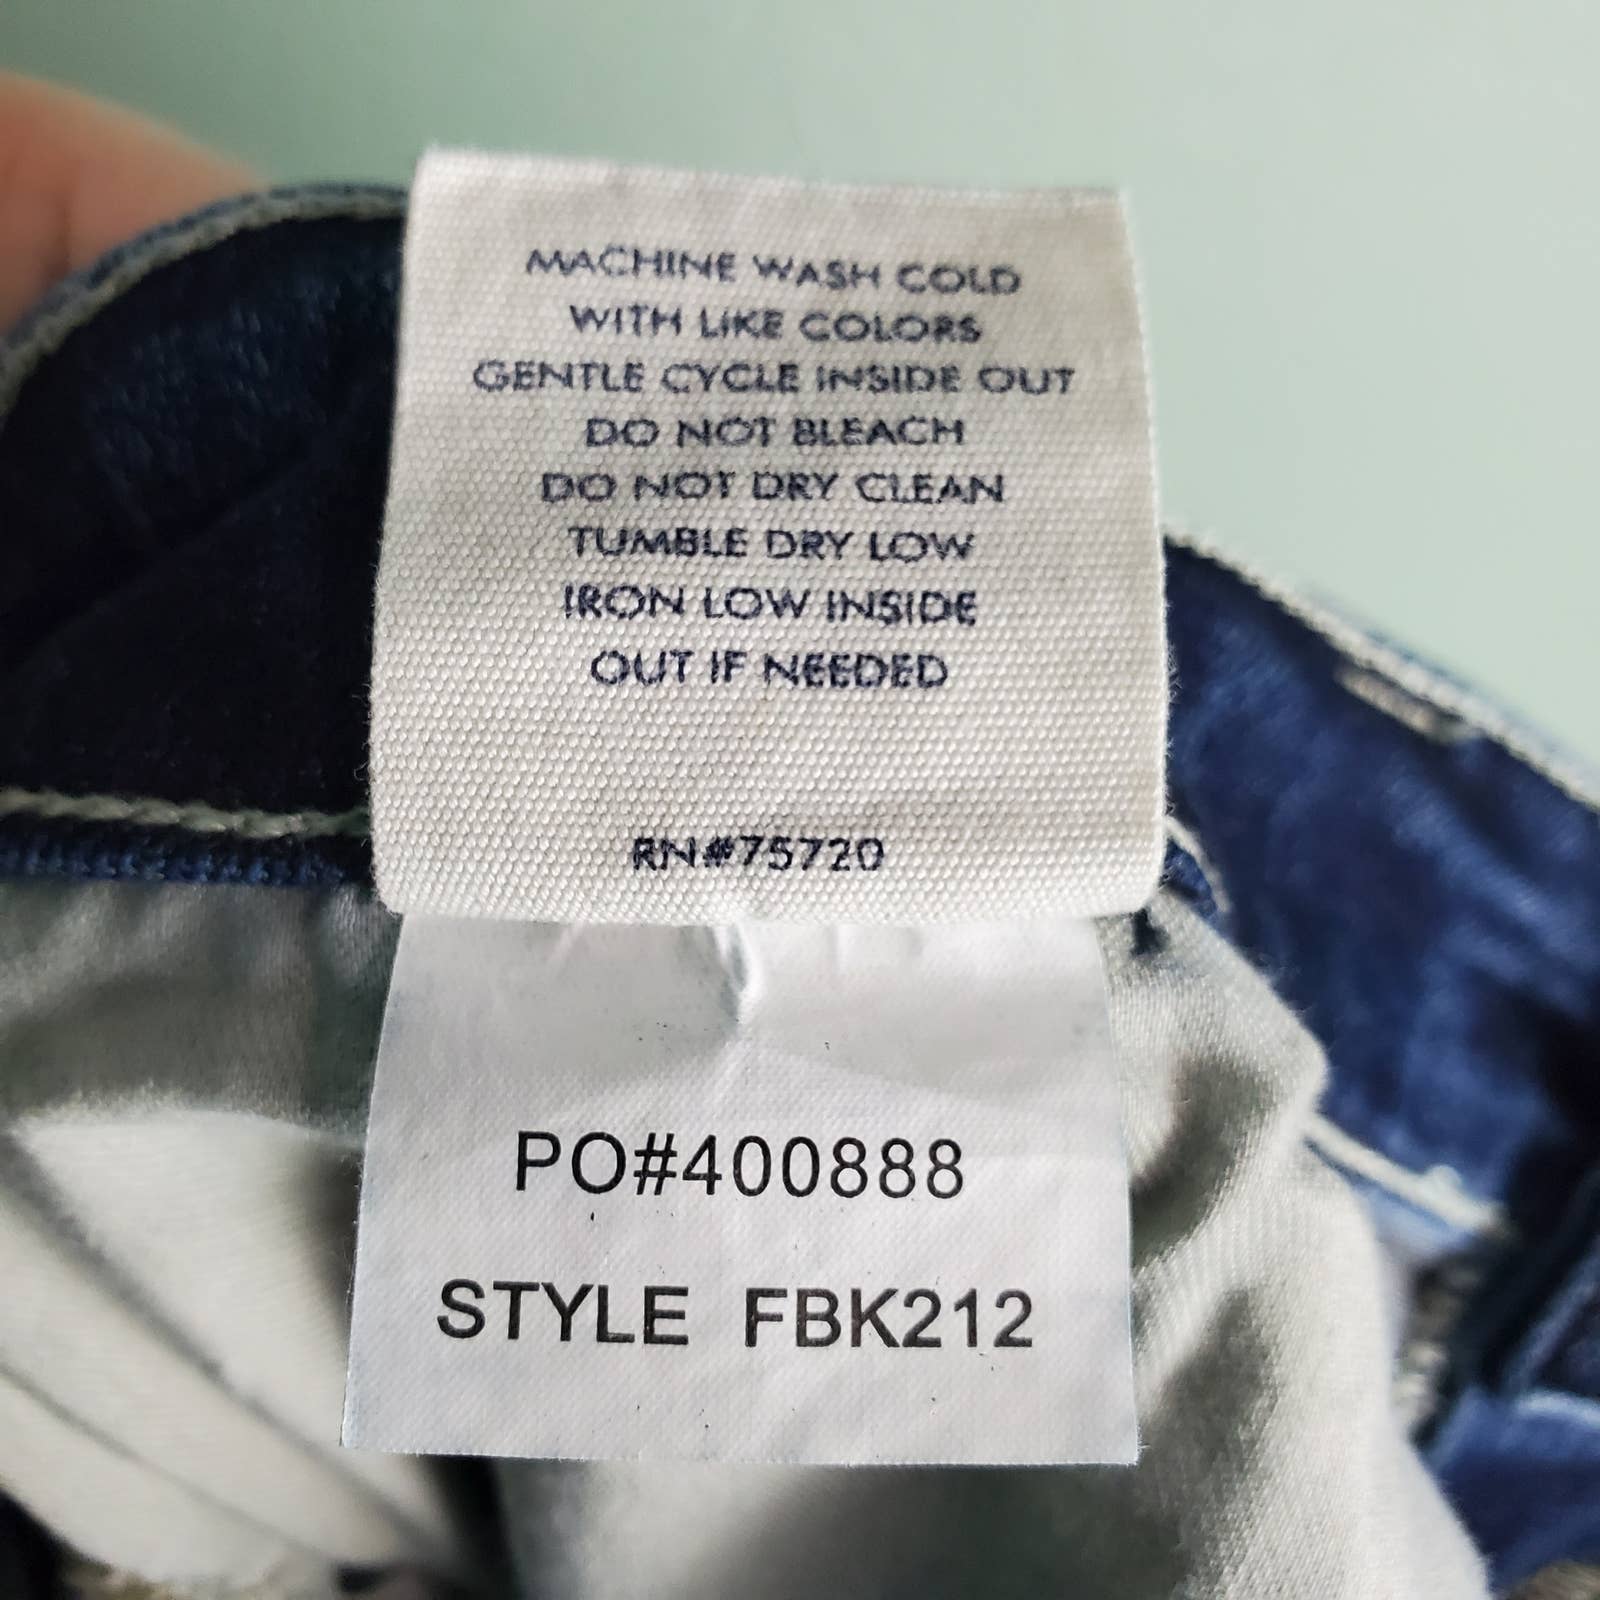 MACHINE WASH COLD
WITH LIKE COLORS
GENTLE CYCLE INSIDE OUT
DO NOT BLEACH
DO NOT DRY CLEAN
TUMBLE DRY LOW
IRON LOW INSIDE
OUT IF NEEDED
RN#75720
PO#400888
STYLE FBK212